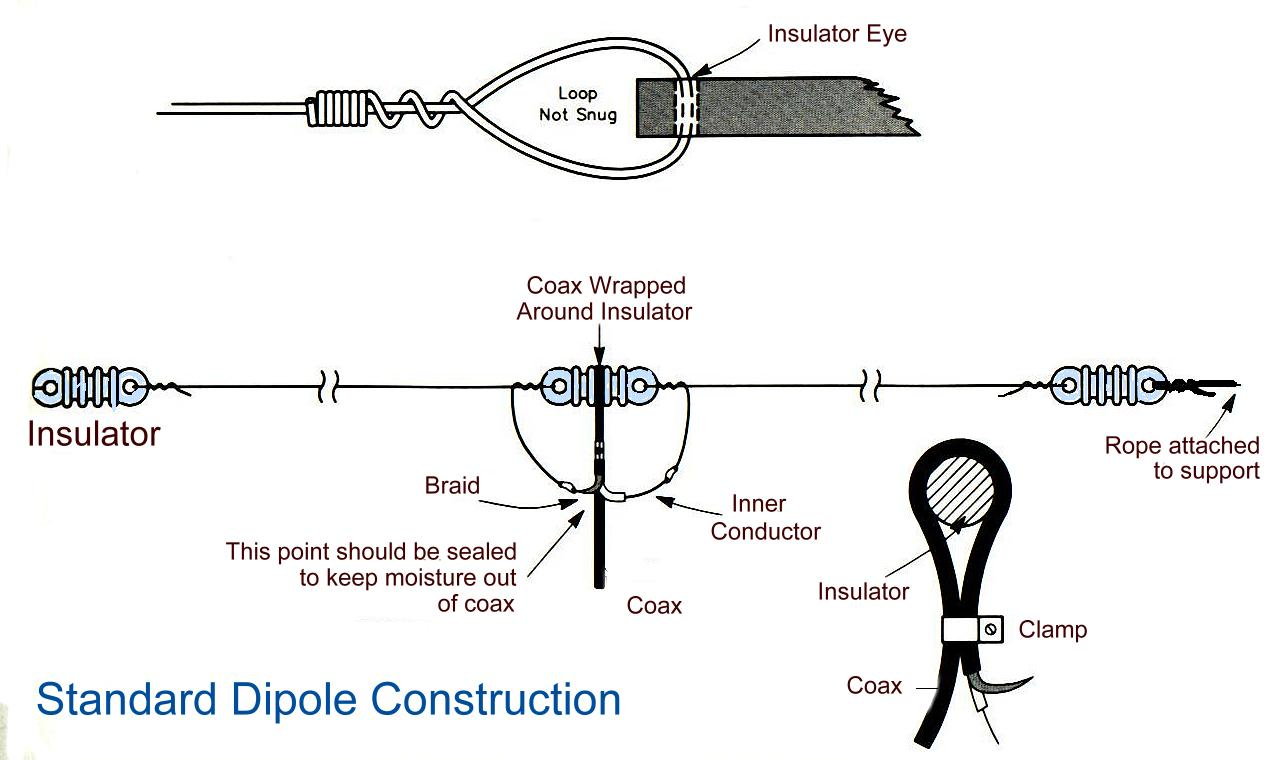 Insulator Eye
Loop
Not Snug
Coax Wrapped
Around Insulator
Insulator
Rope attached
to support
Braid
Inner
Conductor
This point should be sealed
to keep moisture out
of coax
Coax
Insulator
Clamp
Coax
Standard Dipole Construction